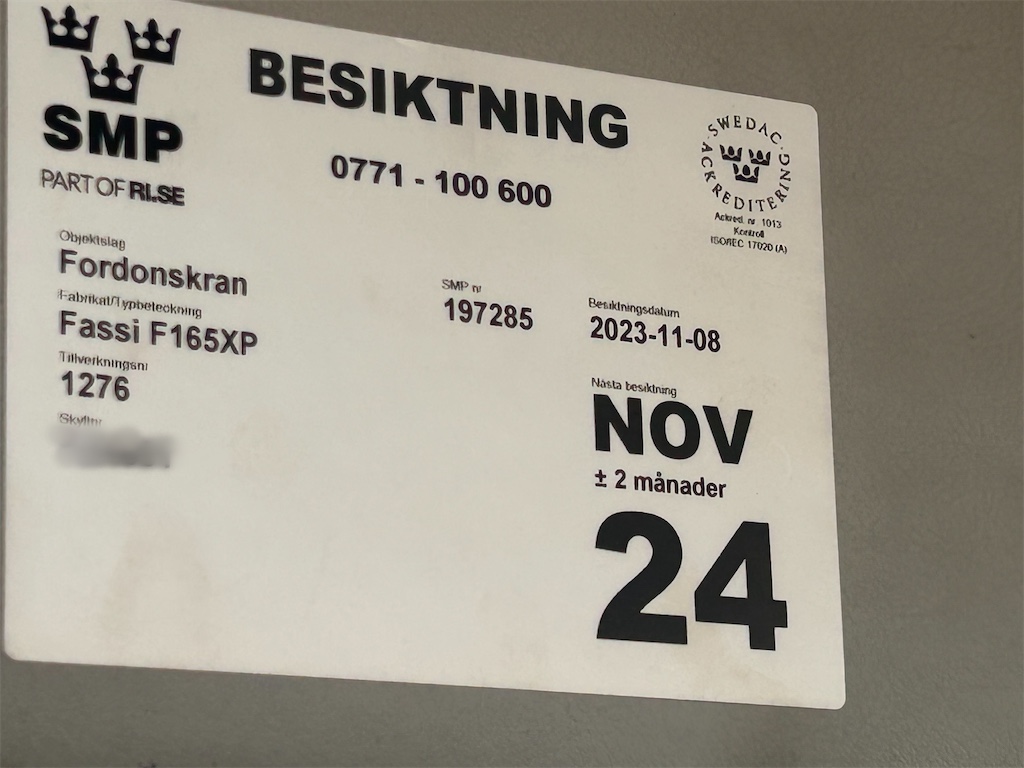 BESIKTNING
0771 - 100 600
SMP
PART OF RI.SE
SWEDAC
ACKREDITERING
Ackred. nr. 1013
Kontroll
ISO/IEC 17020 (A)
Objektslag
Fordonskran
Fabrikat/Typbeteckning
Fassi F165XP
Tillverkningsnr
1276
Skyltnr
SMP nr
197285
Besiktningsdatum
2023-11-08
Nästa besiktning
NOV
± 2 månader
24